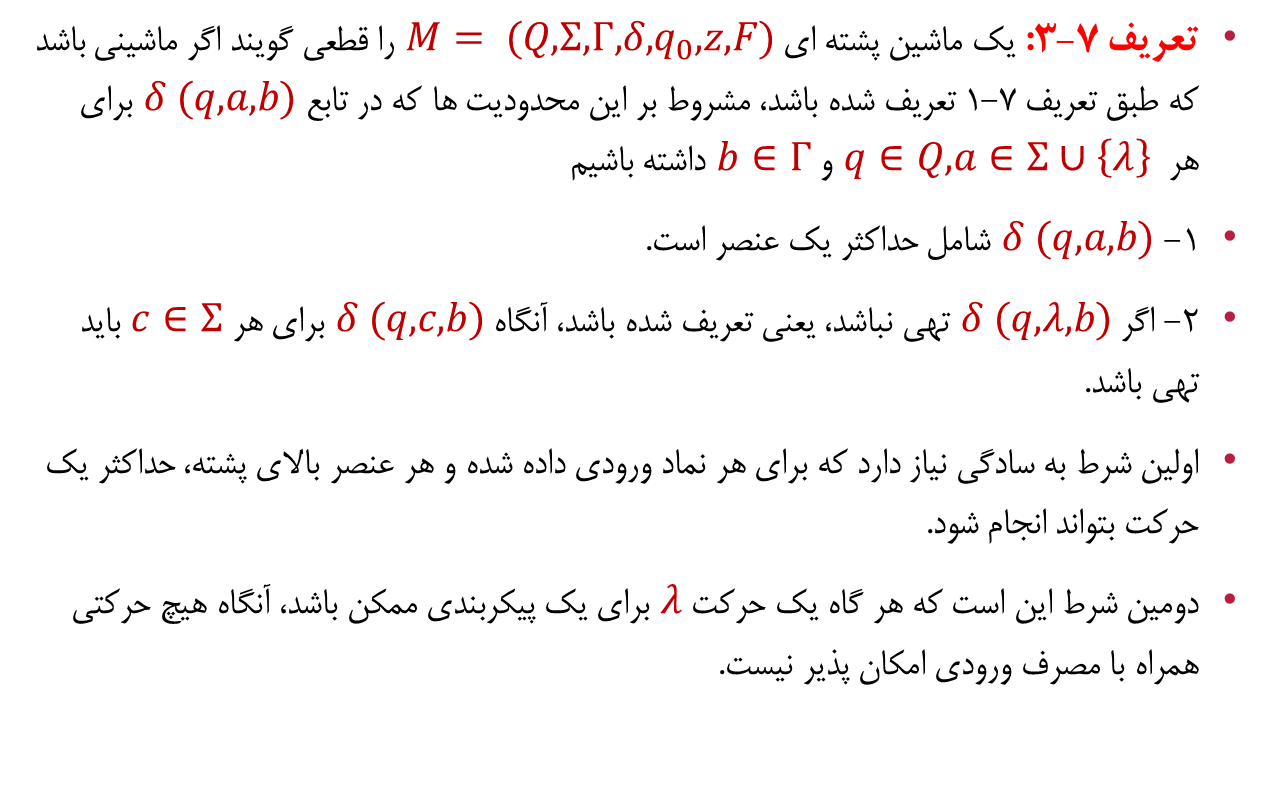 • تعریف ۷–۳: یک ماشین پشته ای M = (Q,Σ,Γ,δ,q₀,z,F) را قطعی گویند اگر ماشینی باشد
که طبق تعریف ۷–۱ تعریف شده باشد، مشروط بر این محدودیت ها که در تابع δ (q,a,b) برای
هر q ∈ Q,a ∈ Σ ∪ {λ} و b ∈ Γ داشته باشیم
• ۱– δ (q,a,b) شامل حداکثر یک عنصر است.
• ۲– اگر δ (q,λ,b) تهی نباشد، یعنی تعریف شده باشد، آنگاه δ (q,c,b) برای هر c ∈ Σ باید
تهی باشد.
• اولین شرط به سادگی نیاز دارد که برای هر نماد ورودی داده شده و هر عنصر بالای پشته، حداکثر یک
حرکت بتواند انجام شود.
• دومین شرط این است که هر گاه یک حرکت λ برای یک پیکربندی ممکن باشد، آنگاه هیچ حرکتی
همراه با مصرف ورودی امکان پذیر نیست.